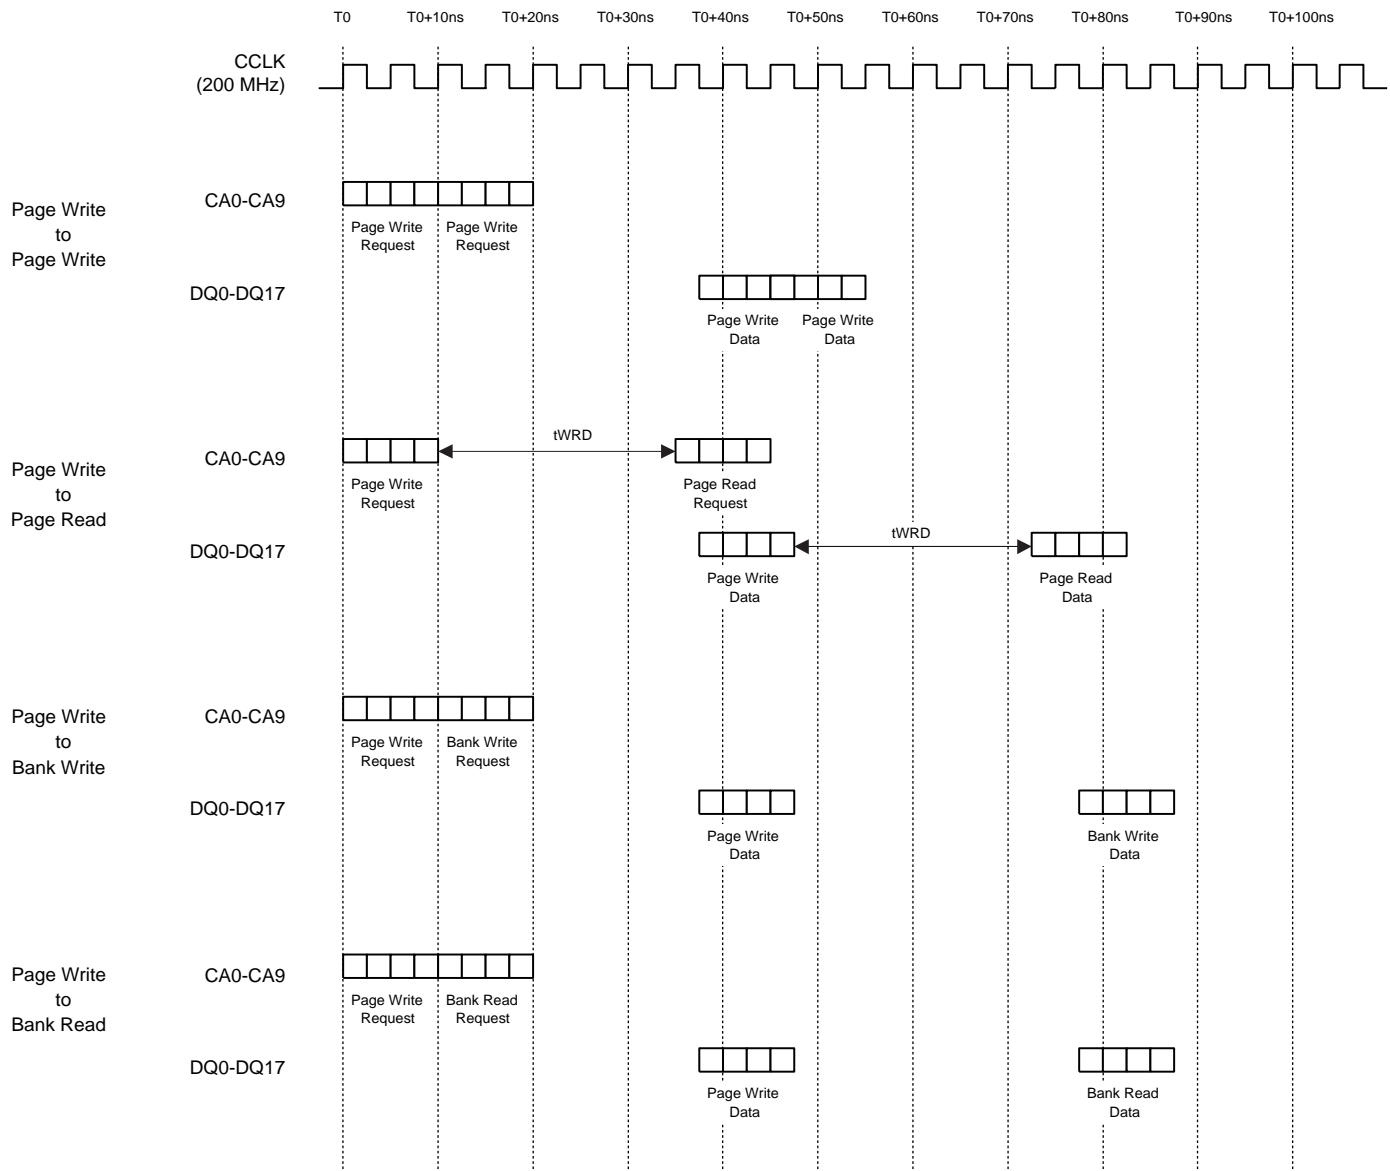 T0 T0+10ns T0+20ns T0+30ns T0+40ns T0+50ns T0+60ns T0+70ns T0+80ns T0+90ns T0+100ns
CCLK
(200 MHz)
Page Write
to
Page Write
CA0-CA9
Page Write Page Write
Request Request
DQ0-DQ17
Page Write Page Write
Data Data
Page Write
to
Page Read
CA0-CA9
tWRD
Page Write Page Read
Request Request
DQ0-DQ17
tWRD
Page Write Page Read
Data Data
Page Write
to
Bank Write
CA0-CA9
Page Write Bank Write
Request Request
DQ0-DQ17
Page Write Bank Write
Data Data
Page Write
to
Bank Read
CA0-CA9
Page Write Bank Read
Request Request
DQ0-DQ17
Page Write Bank Read
Data Data